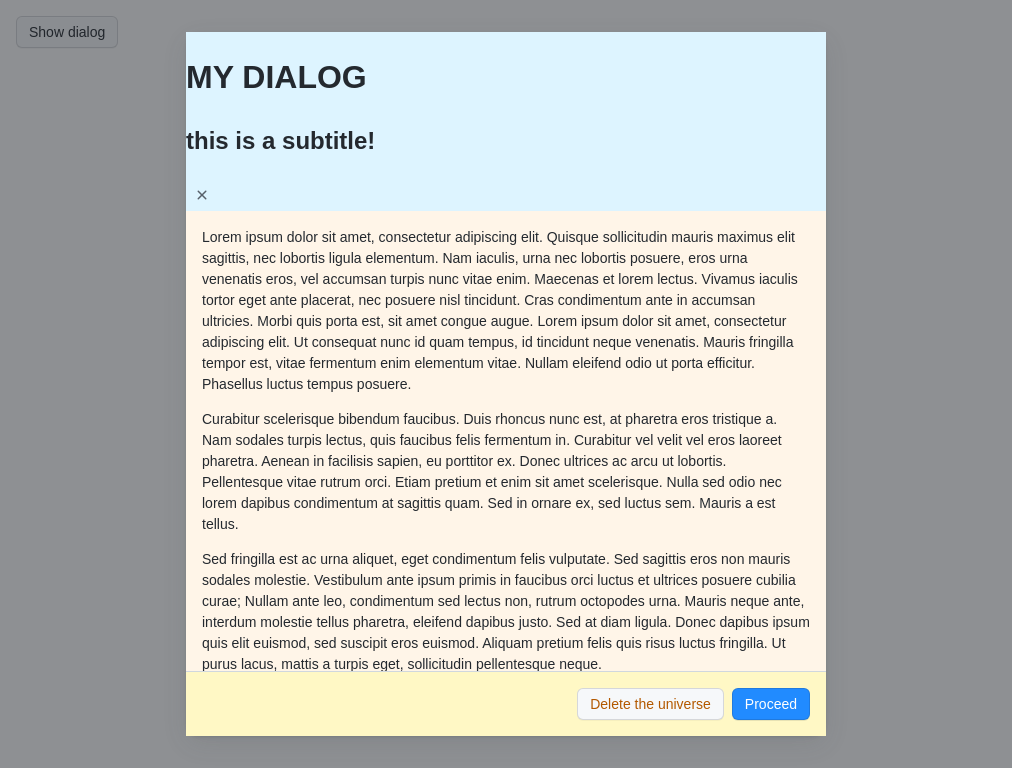 Show dialog
MY DIALOG
this is a subtitle!
Lorem ipsum dolor sit amet, consectetur adipiscing elit. Quisque sollicitudin mauris maximus elit
sagittis, nec lobortis ligula elementum. Nam iaculis, urna nec lobortis posuere, eros urna
venenatis eros, vel accumsan turpis nunc vitae enim. Maecenas et lorem lectus. Vivamus iaculis
tortor eget ante placerat, nec posuere nisl tincidunt. Cras condimentum ante in accumsan
ultricies. Morbi quis porta est, sit amet congue augue. Lorem ipsum dolor sit amet, consectetur
adipiscing elit. Ut consequat nunc id quam tempus, id tincidunt neque venenatis. Mauris fringilla
tempor est, vitae fermentum enim elementum vitae. Nullam eleifend odio ut porta efficitur.
Phasellus luctus tempus posuere.
Curabitur scelerisque bibendum faucibus. Duis rhoncus nunc est, at pharetra eros tristique a.
Nam sodales turpis lectus, quis faucibus felis fermentum in. Curabitur vel velit vel eros laoreet
pharetra. Aenean in facilisis sapien, eu porttitor ex. Donec ultrices ac arcu ut lobortis.
Pellentesque vitae rutrum orci. Etiam pretium et enim sit amet scelerisque. Nulla sed odio nec
lorem dapibus condimentum at sagittis quam. Sed in ornare ex, sed luctus sem. Mauris a est
tellus.
Sed fringilla est ac urna aliquet, eget condimentum felis vulputate. Sed sagittis eros non mauris
sodales molestie. Vestibulum ante ipsum primis in faucibus orci luctus et ultrices posuere cubilia
curae; Nullam ante leo, condimentum sed lectus non, rutrum octopodes urna. Mauris neque ante,
interdum molestie tellus pharetra, eleifend dapibus justo. Sed at diam ligula. Donec dapibus ipsum
quis elit euismod, sed suscipit eros euismod. Aliquam pretium felis quis risus luctus fringilla. Ut
purus lacus, mattis a turpis eget, sollicitudin pellentesque neque.
Delete the universe
Proceed